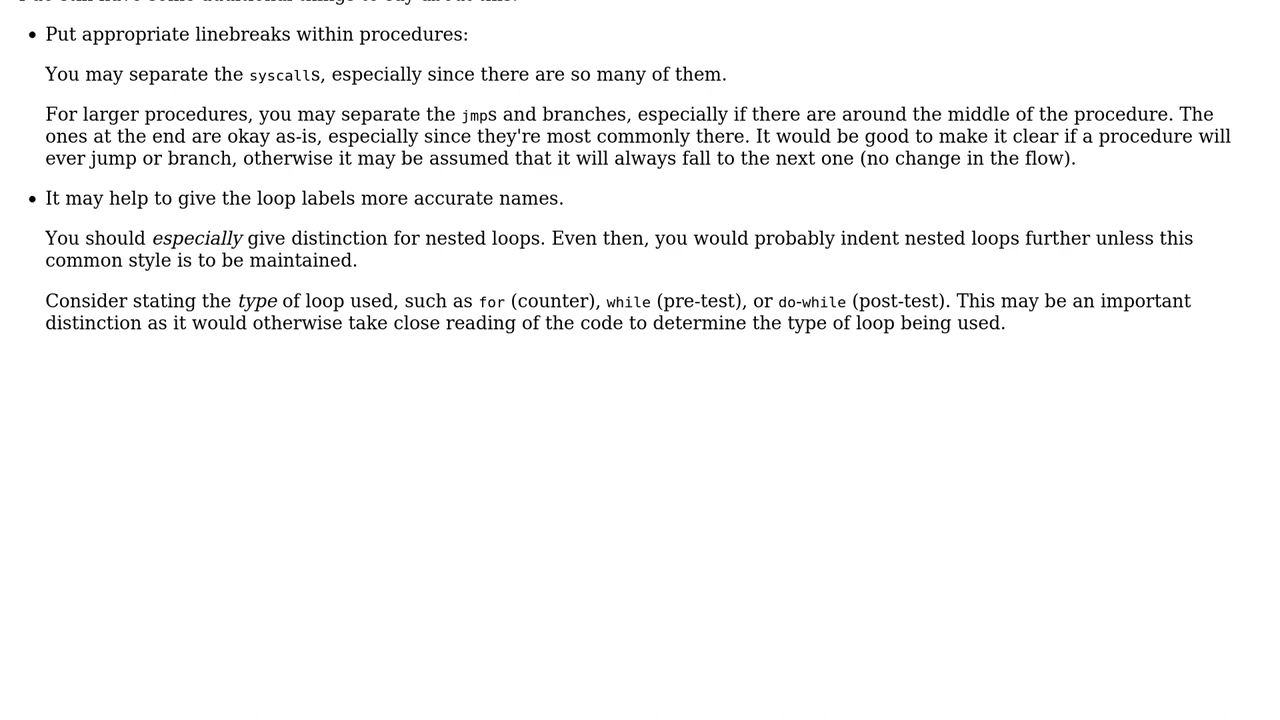 Put appropriate linebreaks within procedures:
You may separate the syscalls, especially since there are so many of them.
For larger procedures, you may separate the jmps and branches, especially if there are around the middle of the procedure. The
ones at the end are okay as-is, especially since they're most commonly there. It would be good to make it clear if a procedure will
ever jump or branch, otherwise it may be assumed that it will always fall to the next one (no change in the flow).
It may help to give the loop labels more accurate names.
You should especially give distinction for nested loops. Even then, you would probably indent nested loops further unless this
common style is to be maintained.
Consider stating the type of loop used, such as for (counter), while (pre-test), or do-while (post-test). This may be an important
distinction as it would otherwise take close reading of the code to determine the type of loop being used.